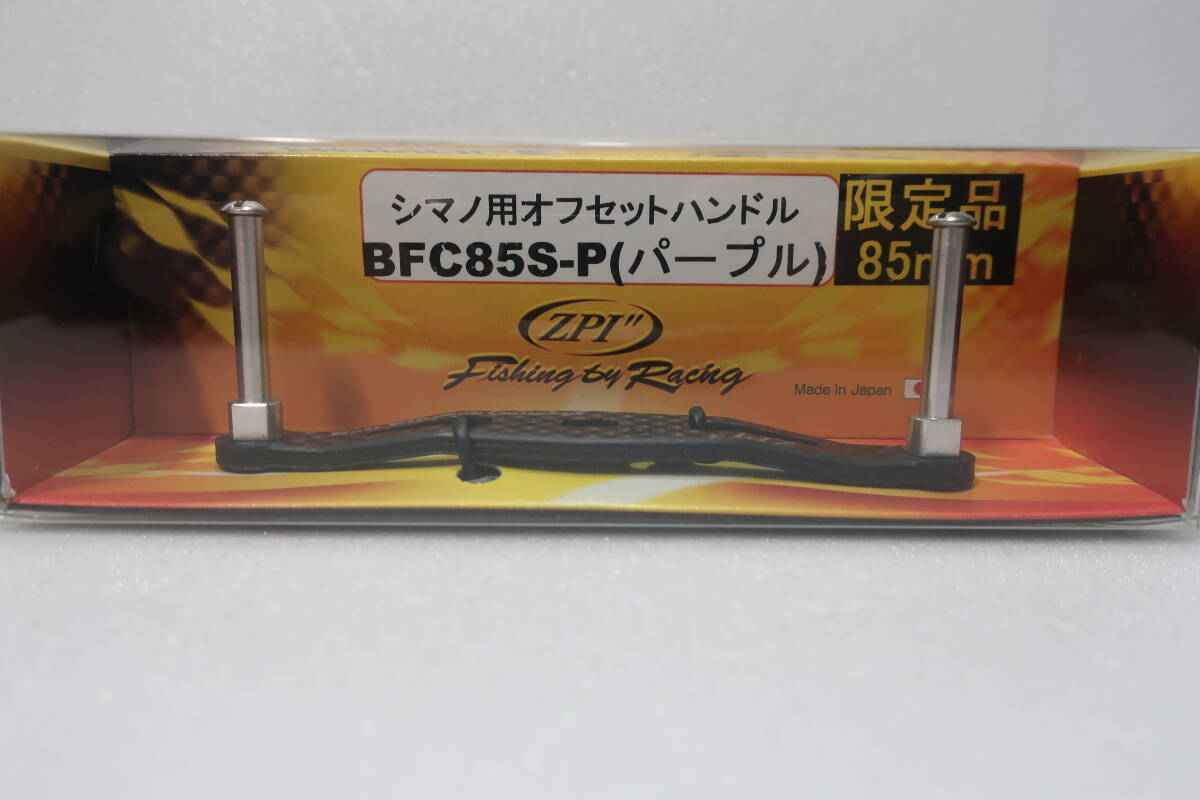 シマノ用オフセットハンドル
BFC85S-P(パープル)
限定品
85mm
ZPI"
Fishing by Racing
Made in Japan